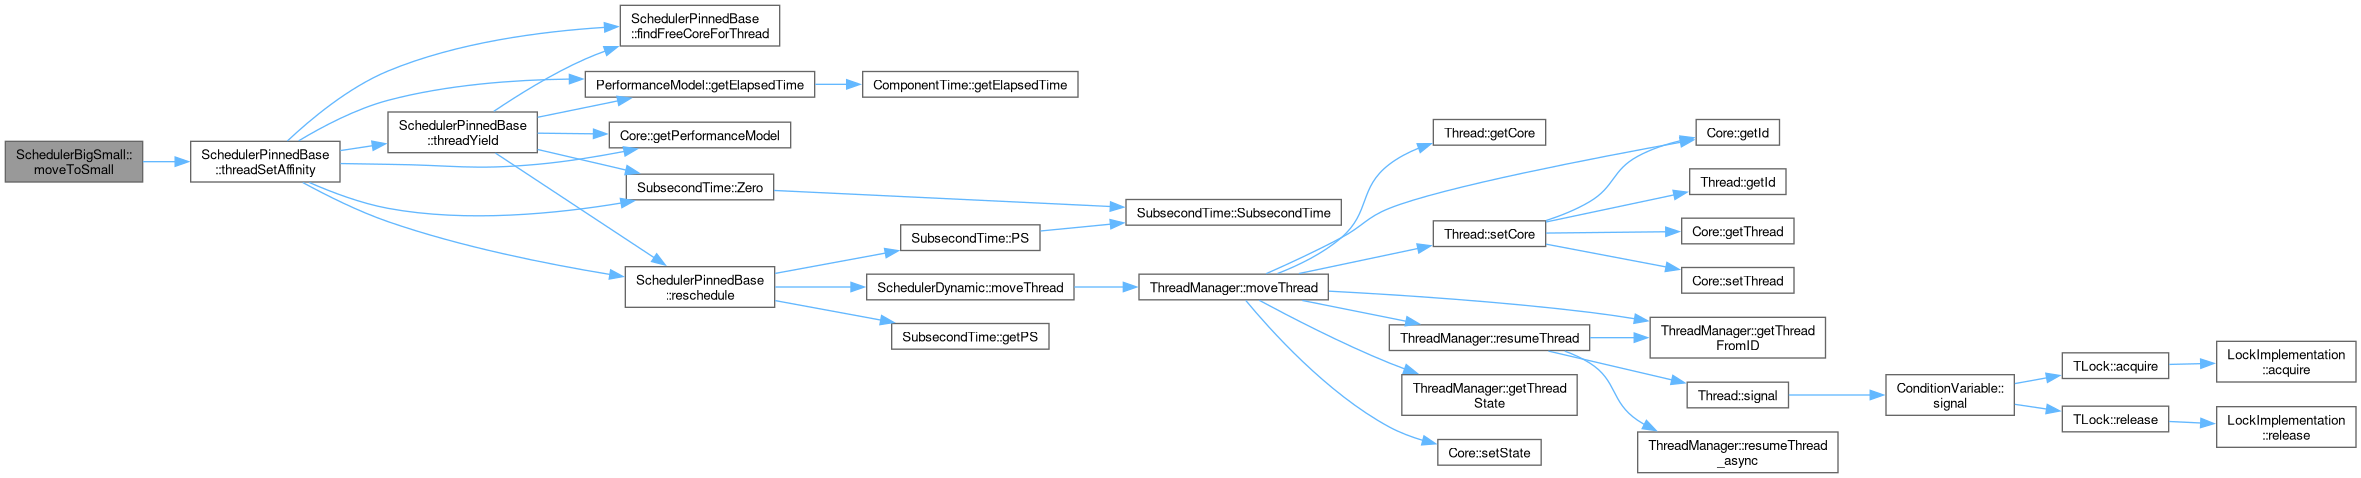 SchedulerBigSmall::
moveToSmall
SchedulerPinnedBase
::threadSetAffinity
SchedulerPinnedBase
::threadYield
SchedulerPinnedBase
::findFreeCoreForThread
PerformanceModel::getElapsedTime
ComponentTime::getElapsedTime
Core::getPerformanceModel
SubsecondTime::Zero
SchedulerPinnedBase
::reschedule
SubsecondTime::PS
SchedulerDynamic::moveThread
SubsecondTime::getPS
SubsecondTime::SubsecondTime
ThreadManager::moveThread
Thread::getCore
Thread::setCore
ThreadManager::resumeThread
ThreadManager::getThread
State
Core::setState
Core::getId
Thread::getId
Core::getThread
Core::setThread
ThreadManager::getThread
FromID
Thread::signal
ThreadManager::resumeThread
_async
ConditionVariable::
signal
TLock::acquire
TLock::release
LockImplementation
::acquire
LockImplementation
::release